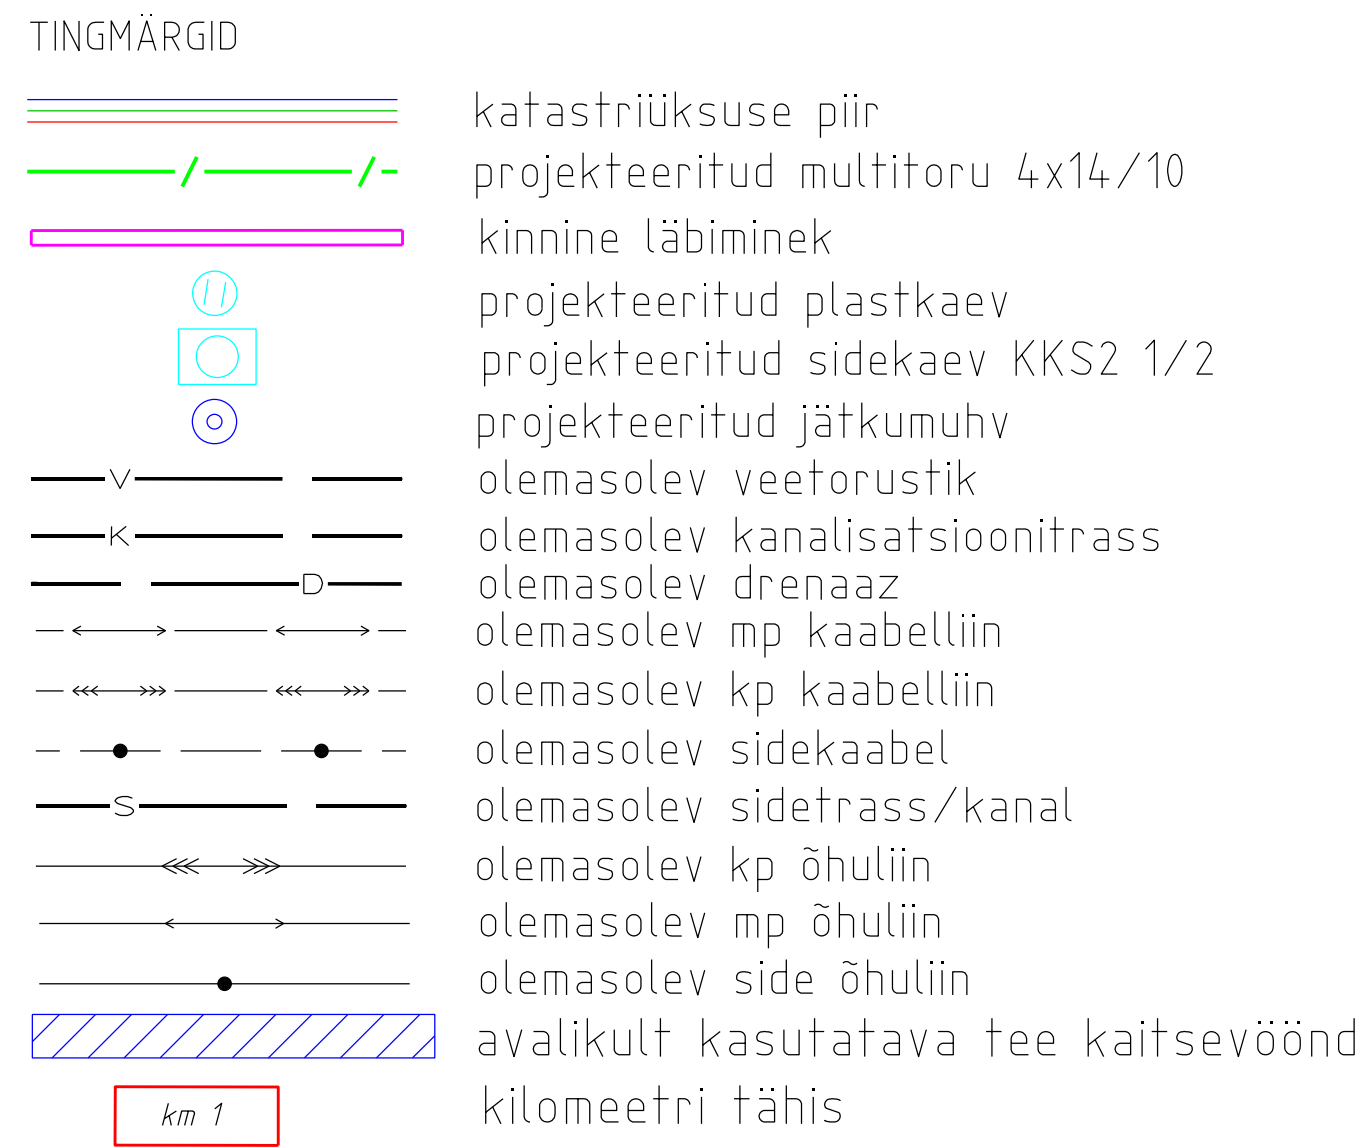 TINGMÄRGID
katastriüksuse piir
projekteeritud multitoru 4x14/10
kinnine läbiminek
projekteeritud plastkaev
projekteeritud sidekaev KKS2 1/2
projekteeritud jätkumuhv
V olemasolev veetorustik
K olemasolev kanalisatsioonitrass
D olemasolev drenaaz
olemasolev mp kaabelliin
olemasolev kp kaabelliin
olemasolev sidekaabel
S olemasolev sidetrass/kanal
olemasolev kp õhuliin
olemasolev mp õhuliin
olemasolev side õhuliin
avalikult kasutatava tee kaitsevöönd
km 1 kilomeetri tähis